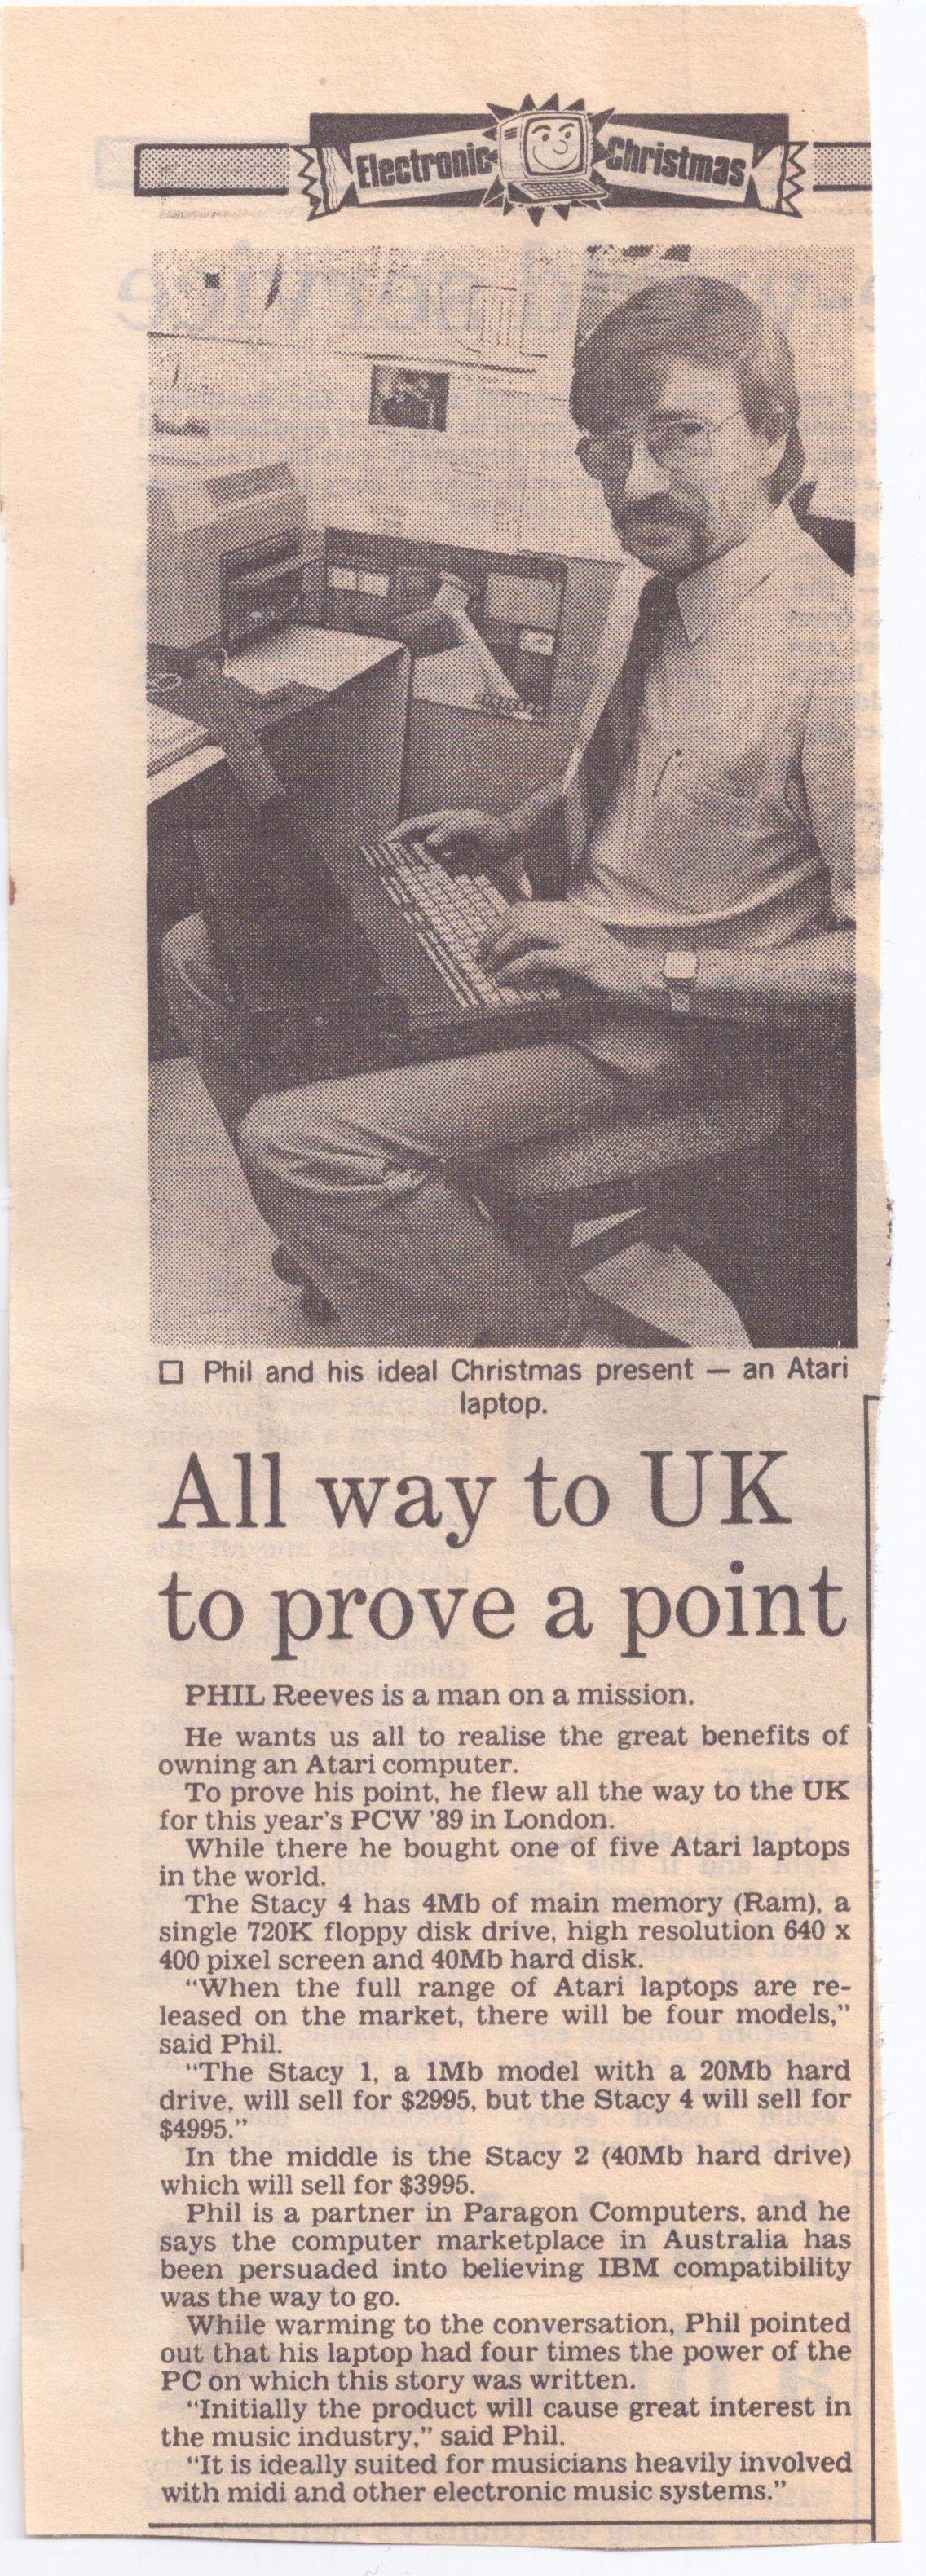 Electronic Christmas
□ Phil and his ideal Christmas present — an Atari
laptop.
All way to UK
to prove a point
PHIL Reeves is a man on a mission.
He wants us all to realise the great benefits of
owning an Atari computer.
To prove his point, he flew all the way to the UK
for this year's PCW '89 in London.
While there he bought one of five Atari laptops
in the world.
The Stacy 4 has 4Mb of main memory (Ram), a
single 720K floppy disk drive, high resolution 640 x
400 pixel screen and 40Mb hard disk.
"When the full range of Atari laptops are re-
leased on the market, there will be four models,"
said Phil.
"The Stacy 1, a 1Mb model with a 20Mb hard
drive, will sell for $2995, but the Stacy 4 will sell for
$4995."
In the middle is the Stacy 2 (40Mb hard drive)
which will sell for $3995.
Phil is a partner in Paragon Computers, and he
says the computer marketplace in Australia has
been persuaded into believing IBM compatibility
was the way to go.
While warming to the conversation, Phil pointed
out that his laptop had four times the power of the
PC on which this story was written.
"Initially the product will cause great interest in
the music industry," said Phil.
"It is ideally suited for musicians heavily involved
with midi and other electronic music systems."